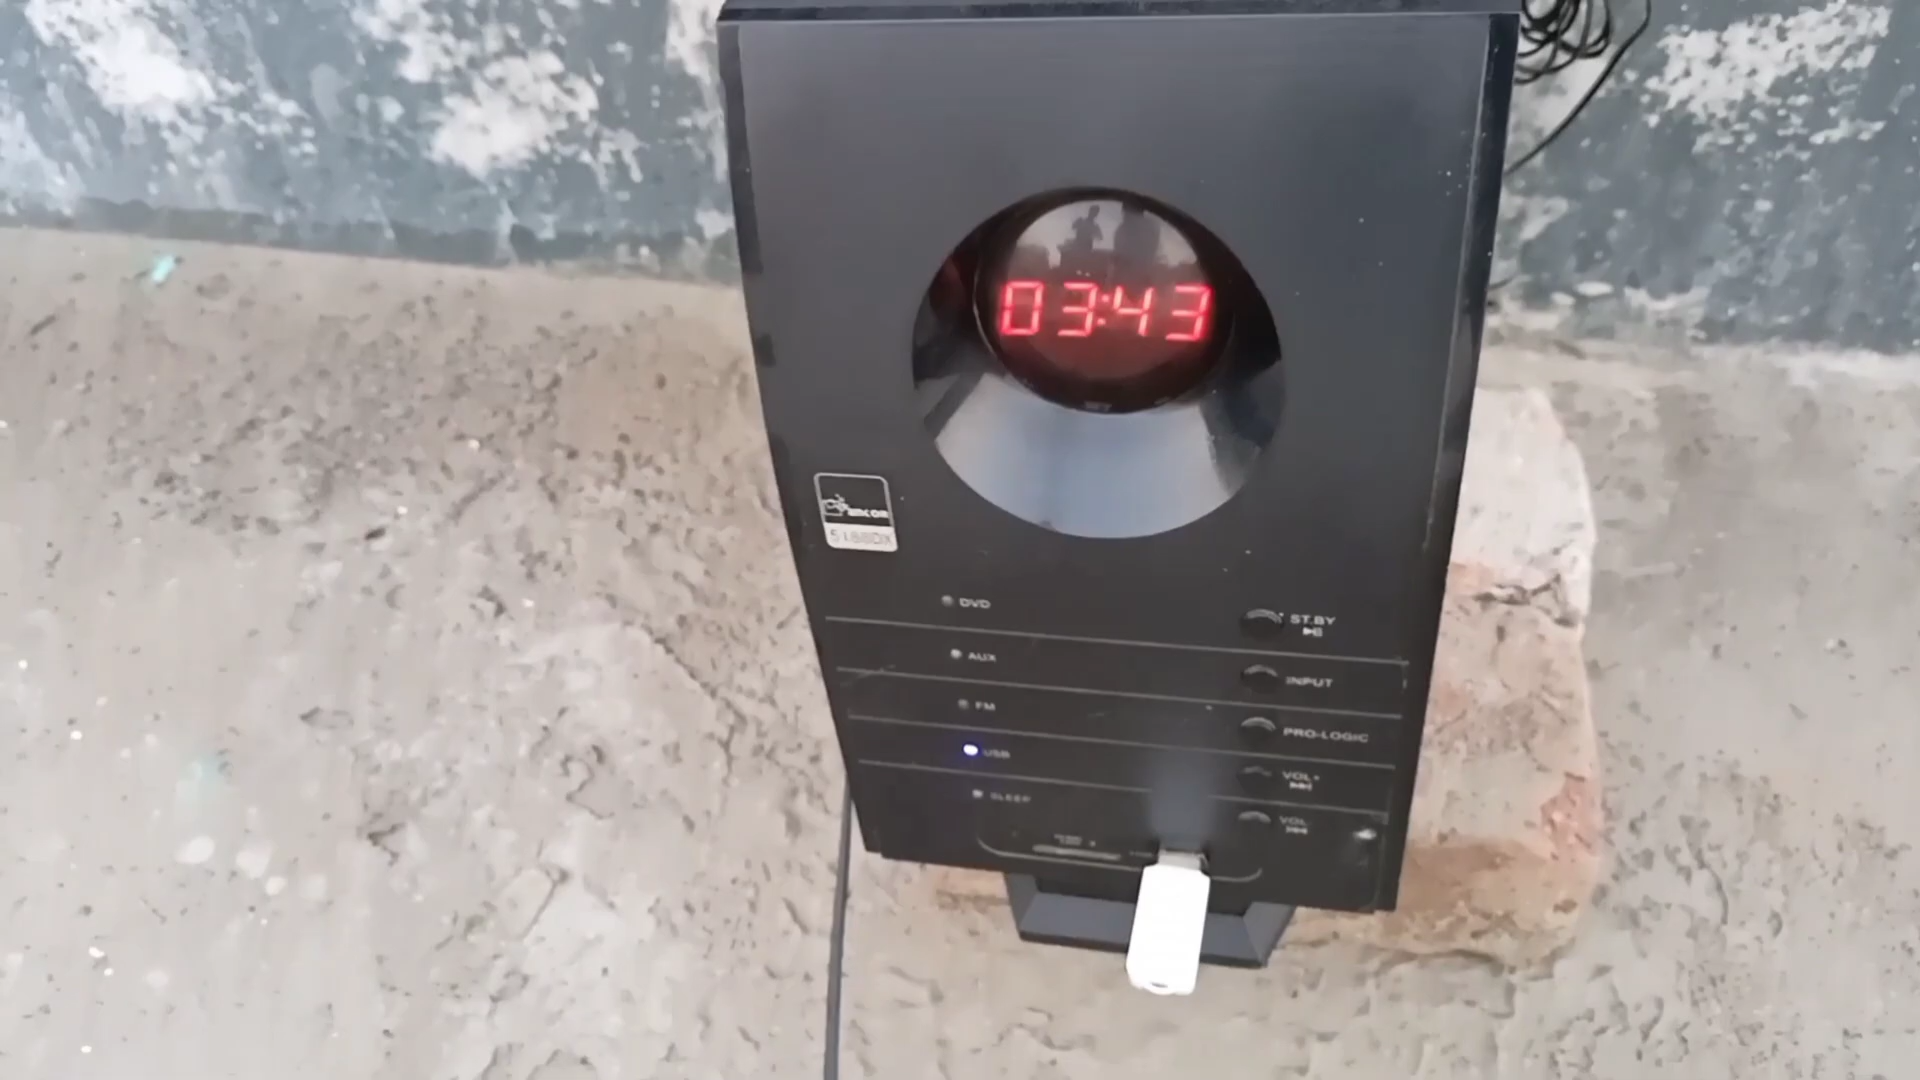 03:43
DVD
ST.BY
AUX
INPUT
FM
PRO-LOGIC
USB
VOL+
SLEEP
VOL